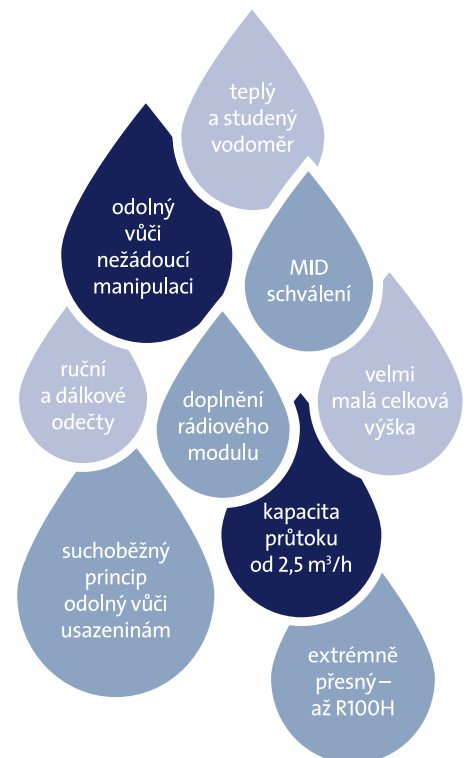 teplý
a studený
vodoměr
odolný
vůči
nežádoucí
manipulaci
MID
schválení
ruční
a dálkové
odečty
doplnění
rádiového
modulu
velmi
malá celková
výška
kapacita
průtoku
od 2,5 m³/h
suchoběžný
princip
odolný vůči
usazeninám
extrémně
přesný –
až R100H